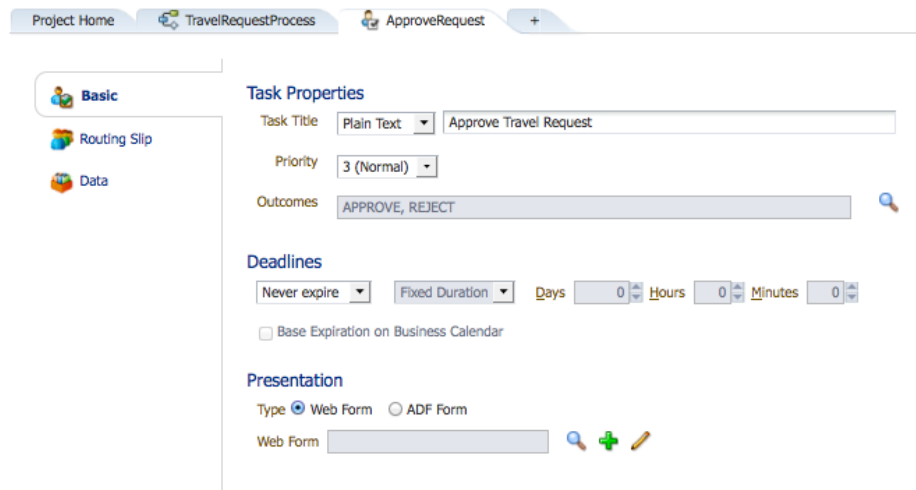 Project Home TravelRequestProcess ApproveRequest +
Basic
Routing Slip
Data
Task Properties
Task Title Plain Text Approve Travel Request
Priority 3 (Normal)
Outcomes APPROVE, REJECT
Deadlines
Never expire Fixed Duration Days 0 Hours 0 Minutes 0
Base Expiration on Business Calendar
Presentation
Type Web Form ADF Form
Web Form